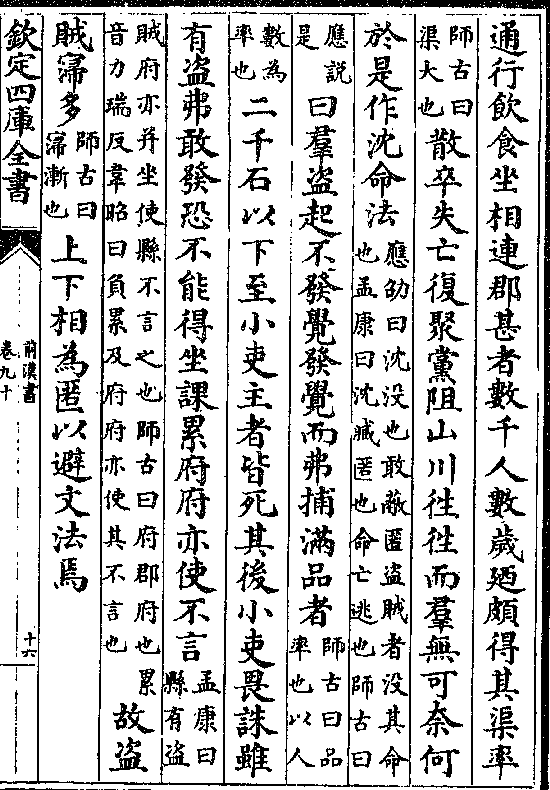 通行飲食坐相連郡甚者數千人數歲廼頗得其渠率
師古曰渠大也散卒失亡復聚黨阻山川徃徃而羣無可奈何
於是作沈命法應劭曰沈没也敢蔽匿盜賊者没其命也孟康曰沈臧匿也命亡逃也師古曰
應説是曰羣盜起不發覺發覺而弗捕滿品者師古曰品率也以人
數為率也二千石以下至小吏主者皆死其後小吏畏誅雖
有盜弗敢發恐不能得坐課累府府亦使不言孟康曰縣有盜
賊府亦并坐使縣不言之也師古曰府郡府也累音力瑞反韋昭曰負累及府府亦使其不言也故盜
賊寖多師古曰寖漸也上下相為匿以避文法焉
欽定四庫全書
前漢書
卷九十
十六